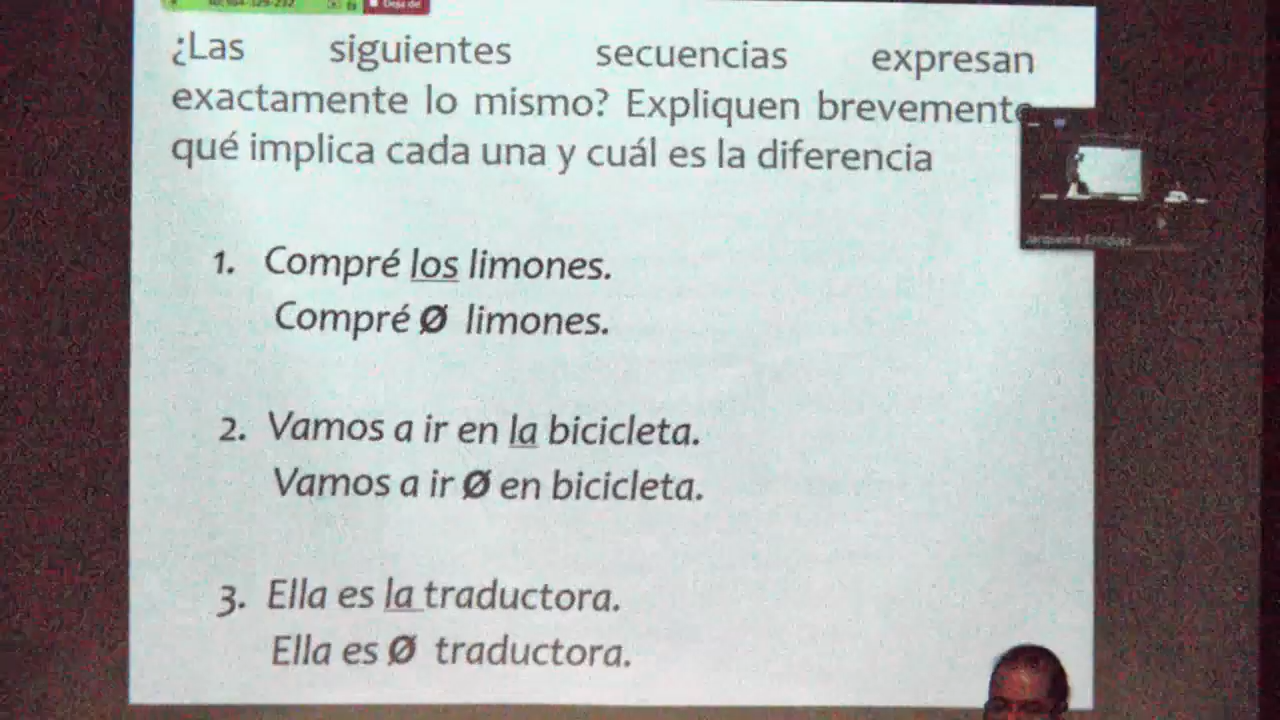 Deja de
¿Las siguientes secuencias expresan
exactamente lo mismo? Expliquen brevemente
qué implica cada una y cuál es la diferencia
1. Compré los limones.
Compré Ø limones.
2. Vamos a ir en la bicicleta.
Vamos a ir Ø en bicicleta.
3. Ella es la traductora.
Ella es Ø traductora.